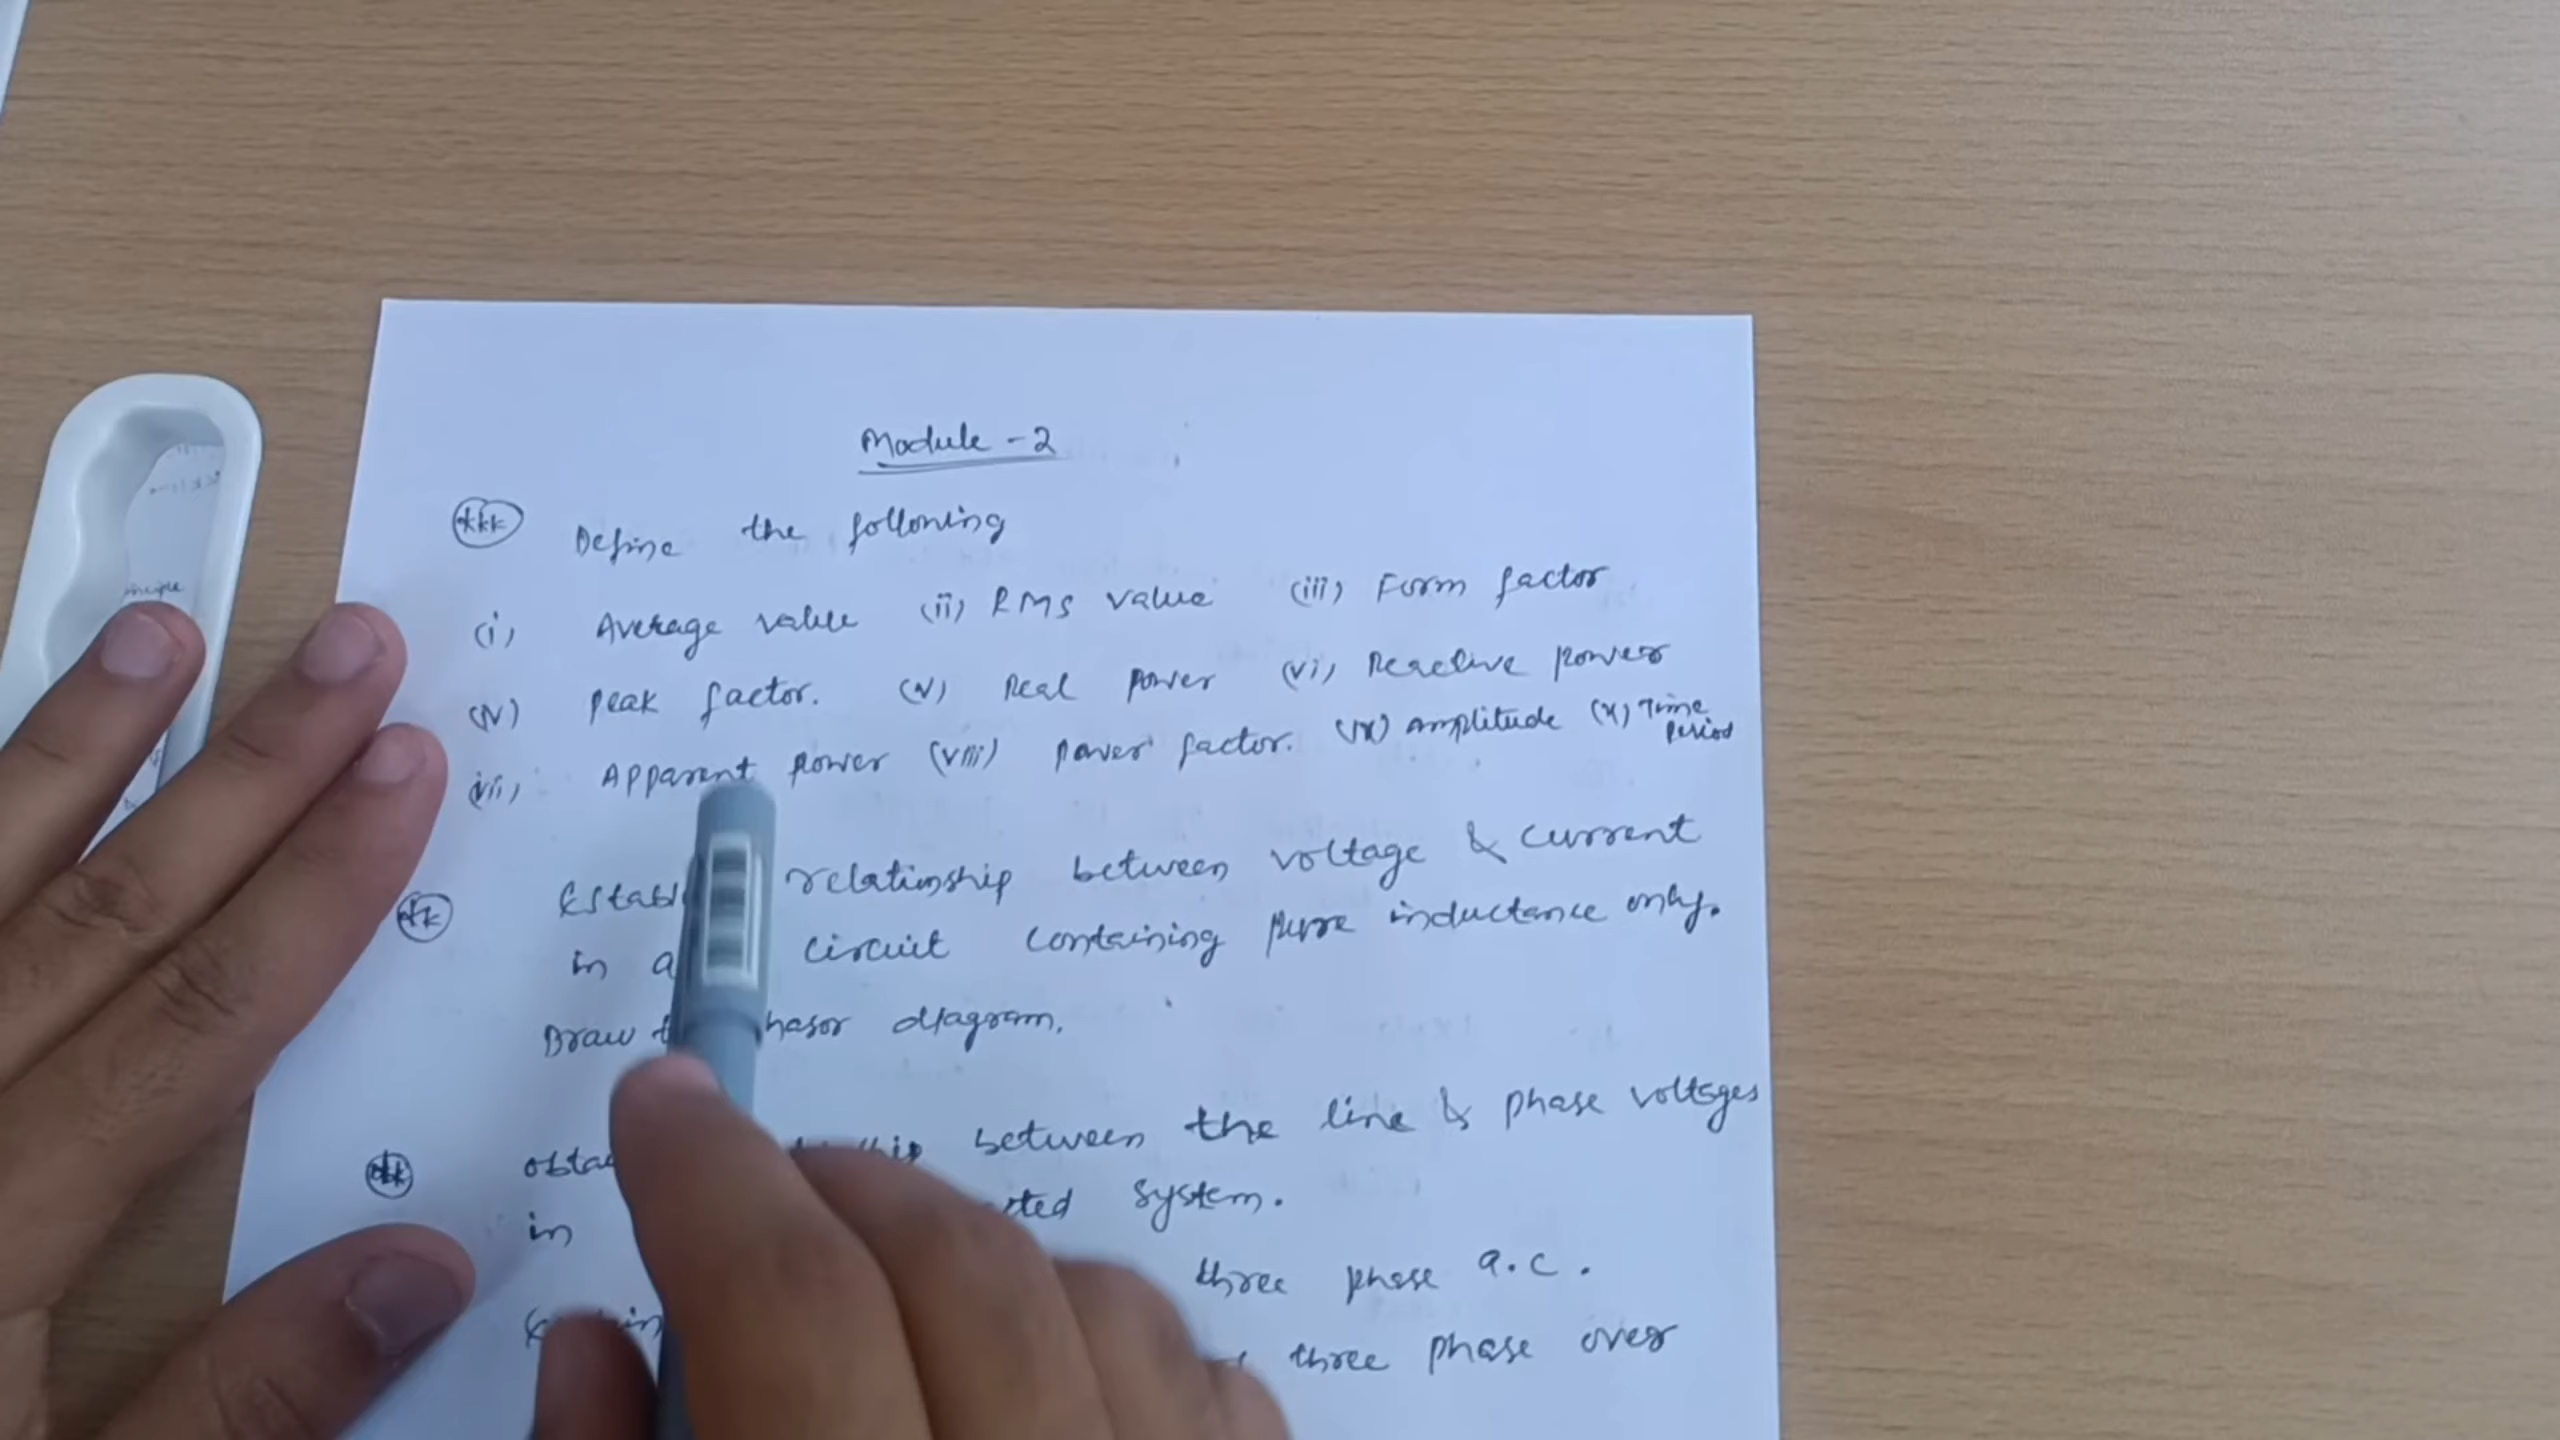 Module - 2
Define the following
(i) Average value (ii) RMS value (iii) Form factor
(iv) Peak factor. (v) Real power (vi) Reactive power
(vii) Apparent power (viii) power factor. (ix) amplitude (x) Time Period
relationship between voltage & current
in circuit containing pure inductance only.
Draw diagram.
between the line & phase voltages
in system.
three phase a.c.
three phase over